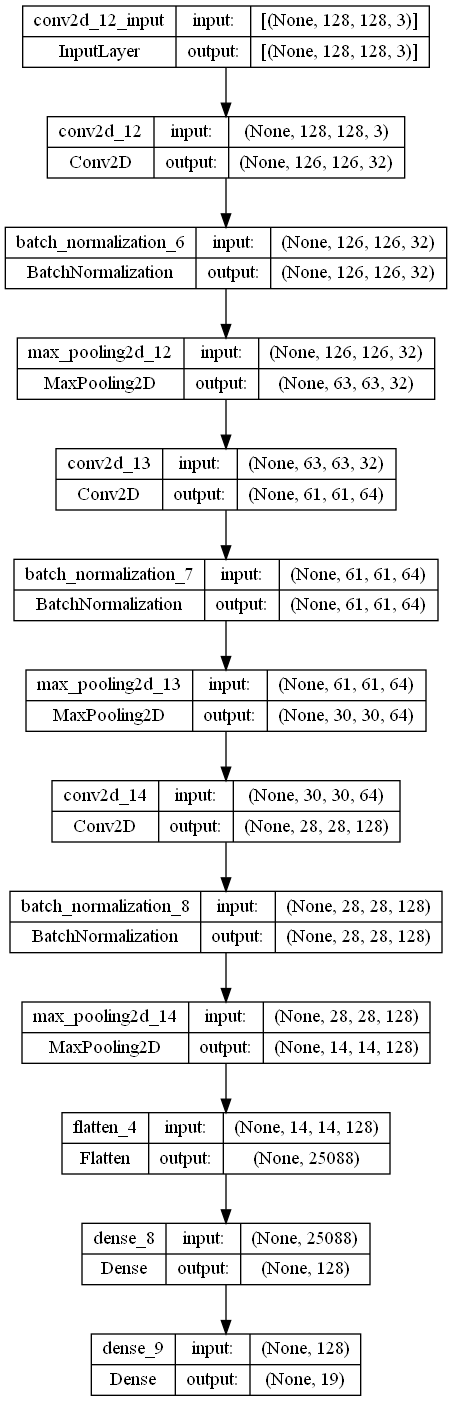 conv2d_12_input input: [(None, 128, 128, 3)]
InputLayer output: [(None, 128, 128, 3)]
conv2d_12 input: (None, 128, 128, 3)
Conv2D output: (None, 126, 126, 32)
batch_normalization_6 input: (None, 126, 126, 32)
BatchNormalization output: (None, 126, 126, 32)
max_pooling2d_12 input: (None, 126, 126, 32)
MaxPooling2D output: (None, 63, 63, 32)
conv2d_13 input: (None, 63, 63, 32)
Conv2D output: (None, 61, 61, 64)
batch_normalization_7 input: (None, 61, 61, 64)
BatchNormalization output: (None, 61, 61, 64)
max_pooling2d_13 input: (None, 61, 61, 64)
MaxPooling2D output: (None, 30, 30, 64)
conv2d_14 input: (None, 30, 30, 64)
Conv2D output: (None, 28, 28, 128)
batch_normalization_8 input: (None, 28, 28, 128)
BatchNormalization output: (None, 28, 28, 128)
max_pooling2d_14 input: (None, 28, 28, 128)
MaxPooling2D output: (None, 14, 14, 128)
flatten_4 input: (None, 14, 14, 128)
Flatten output: (None, 25088)
dense_8 input: (None, 25088)
Dense output: (None, 128)
dense_9 input: (None, 128)
Dense output: (None, 19)